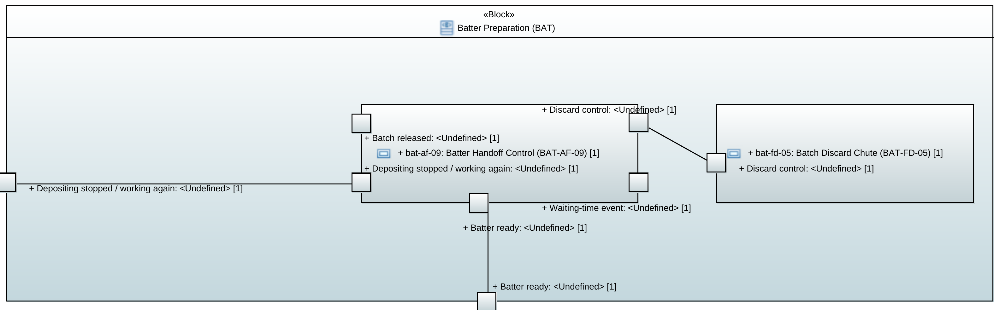 «Block»
Batter Preparation (BAT)
+ Discard control: <Undefined> [1]
+ Batch released: <Undefined> [1]
+ bat-af-09: Batter Handoff Control (BAT-AF-09) [1]
+ bat-fd-05: Batch Discard Chute (BAT-FD-05) [1]
+ Depositing stopped / working again: <Undefined> [1]
+ Discard control: <Undefined> [1]
+ Depositing stopped / working again: <Undefined> [1]
+ Waiting-time event: <Undefined> [1]
+ Batter ready: <Undefined> [1]
+ Batter ready: <Undefined> [1]